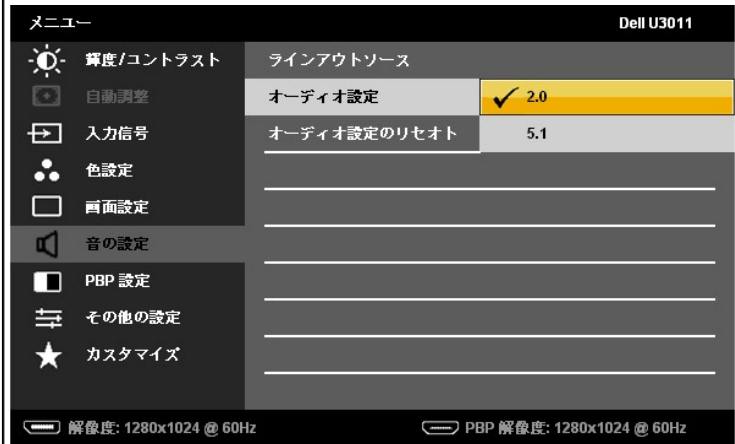 メニュー
Dell U3011
輝度/コントラスト
自動調整
入力信号
色設定
画面設定
音の設定
PBP 設定
その他の設定
カスタマイズ
ラインアウトソース
オーディオ設定
オーディオ設定のリセオト
2.0
5.1
解像度: 1280x1024 @ 60Hz
PBP 解像度: 1280x1024 @ 60Hz